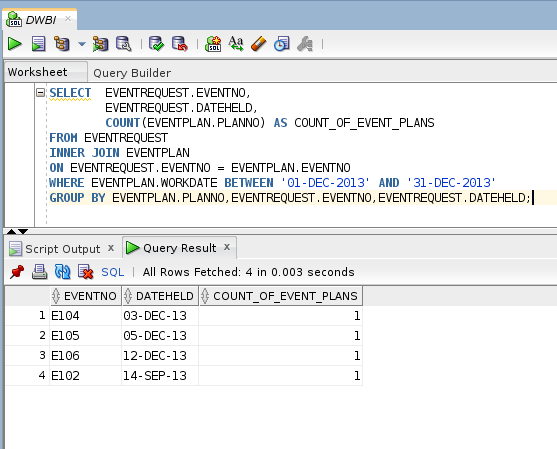 DWBI
SQL
Worksheet Query Builder
SELECT EVENTREQUEST.EVENTNO,
EVENTREQUEST.DATEHELD,
COUNT(EVENTPLAN.PLANNO) AS COUNT_OF_EVENT_PLANS
FROM EVENTREQUEST
INNER JOIN EVENTPLAN
ON EVENTREQUEST.EVENTNO = EVENTPLAN.EVENTNO
WHERE EVENTPLAN.WORKDATE BETWEEN '01-DEC-2013' AND '31-DEC-2013'
GROUP BY EVENTPLAN.PLANNO,EVENTREQUEST.EVENTNO,EVENTREQUEST.DATEHELD;
Script Output x Query Result x
SQL | All Rows Fetched: 4 in 0.003 seconds
EVENTNO DATEHELD COUNT_OF_EVENT_PLANS
1 E104 03-DEC-13 1
2 E105 05-DEC-13 1
3 E106 12-DEC-13 1
4 E102 14-SEP-13 1